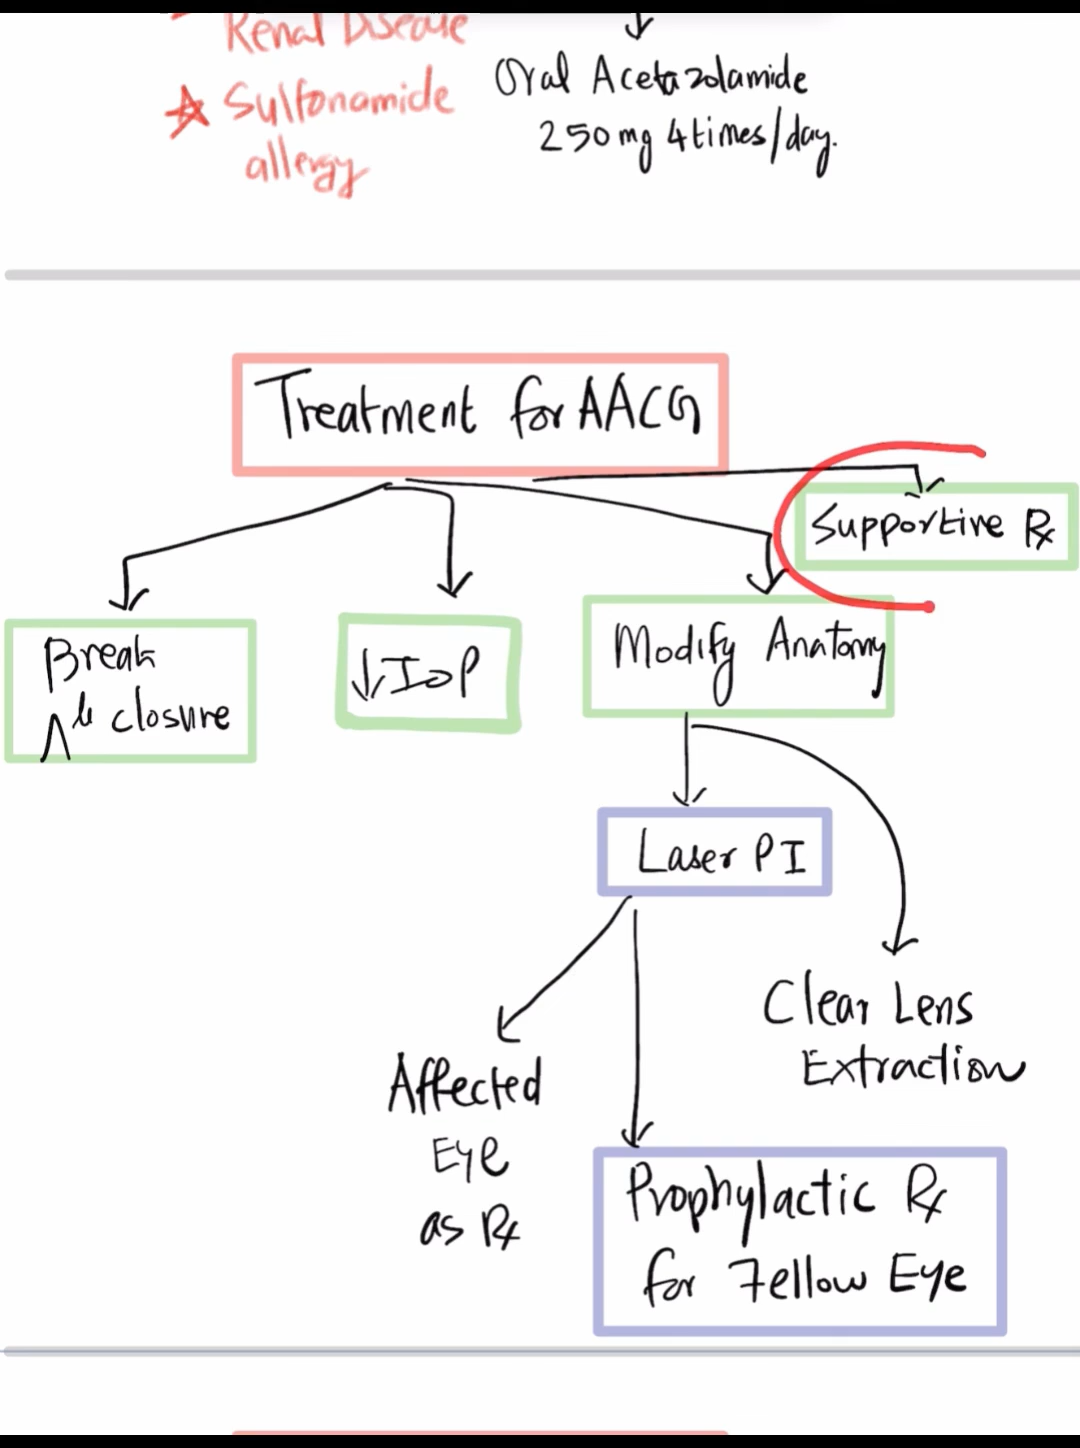 Renal Disease
☆ Sulfonamide
allergy
Oral Acetazolamide
250mg 4times/day.
Treatment for AACG
Supportive Rx
Break
closure
↓IOP
Modify Anatomy
Laser PI
Clear Lens
Extraction
Affected
Eye
as Rx
Prophylactic Rx
for Fellow Eye